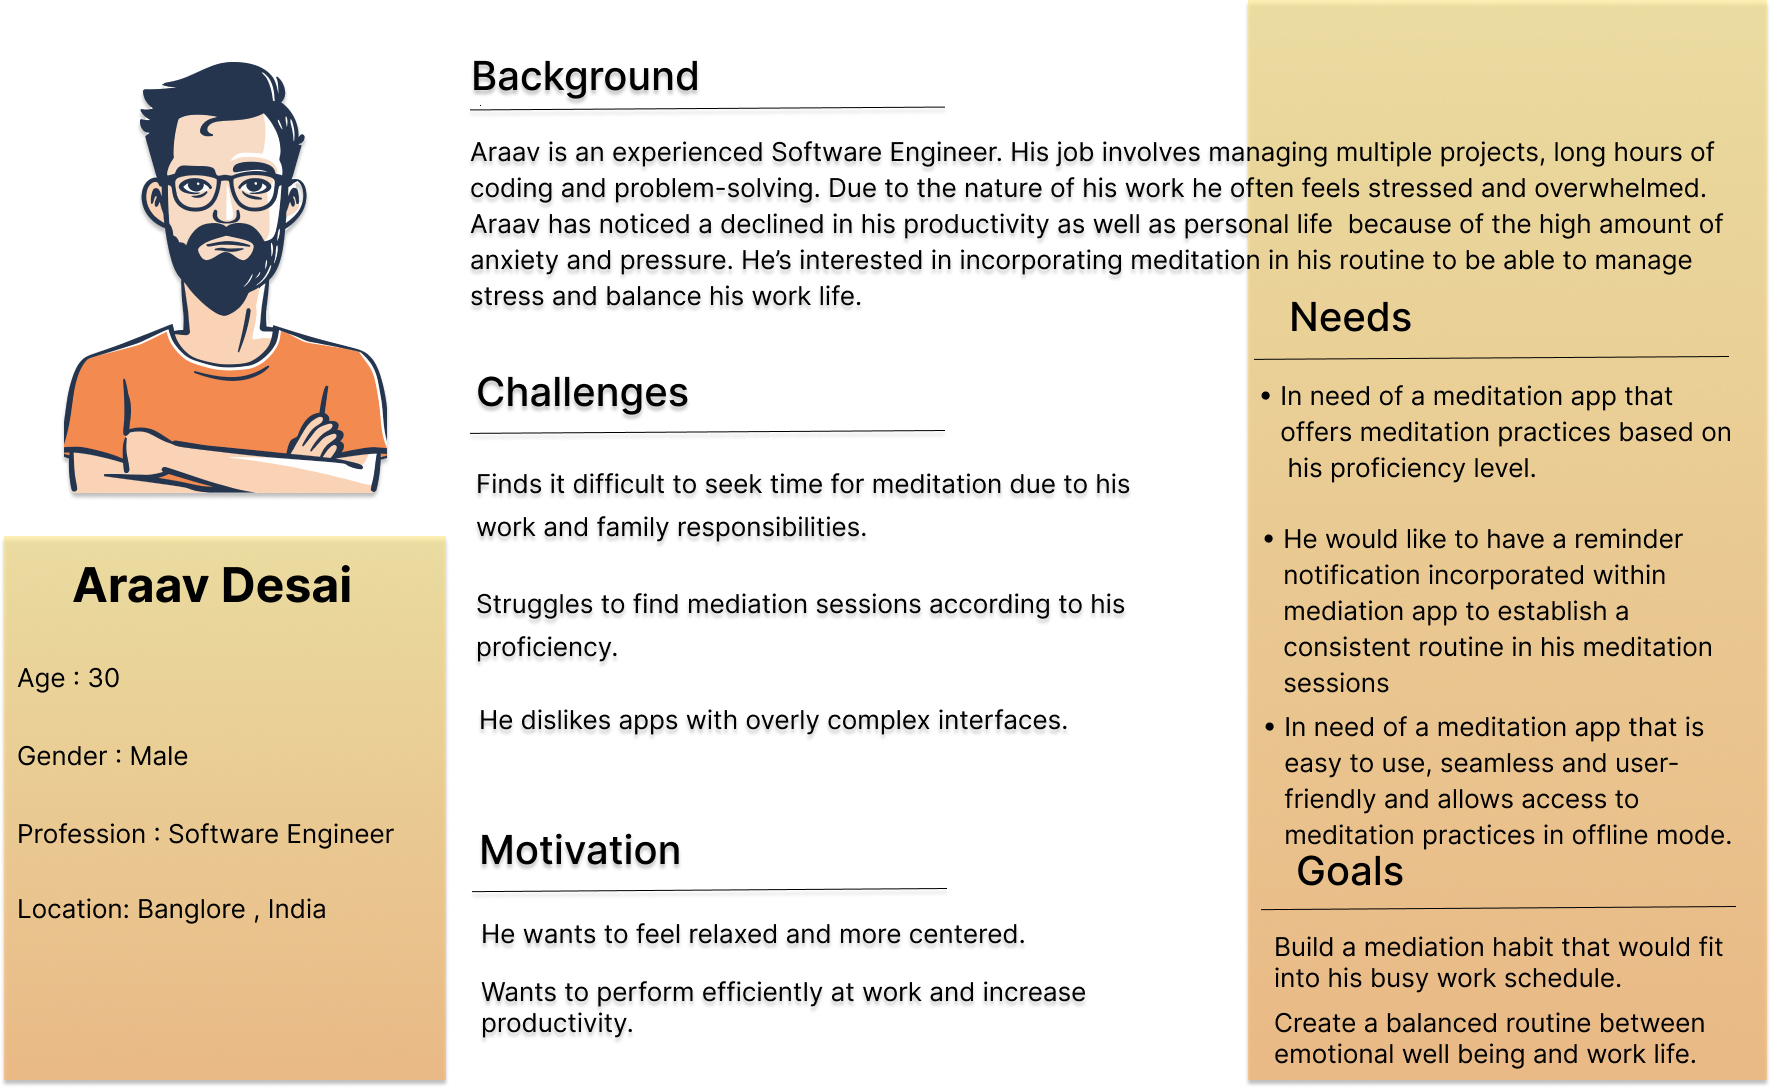 Araav Desai
Age : 30
Gender : Male
Profession : Software Engineer
Location: Banglore , India
Background
Araav is an experienced Software Engineer. His job involves managing multiple projects, long hours of
coding and problem-solving. Due to the nature of his work he often feels stressed and overwhelmed.
Araav has noticed a declined in his productivity as well as personal life  because of the high amount of
anxiety and pressure. He’s interested in incorporating meditation in his routine to be able to manage
stress and balance his work life.
Challenges
Finds it difficult to seek time for meditation due to his
work and family responsibilities.
Struggles to find mediation sessions according to his
proficiency.
He dislikes apps with overly complex interfaces.
Motivation
He wants to feel relaxed and more centered.
Wants to perform efficiently at work and increase
productivity.
Needs
• In need of a meditation app that
offers meditation practices based on
his proficiency level.
• He would like to have a reminder
notification incorporated within
mediation app to establish a
consistent routine in his meditation
sessions
• In need of a meditation app that is
easy to use, seamless and user-
friendly and allows access to
meditation practices in offline mode.
Goals
Build a mediation habit that would fit
into his busy work schedule.
Create a balanced routine between
emotional well being and work life.